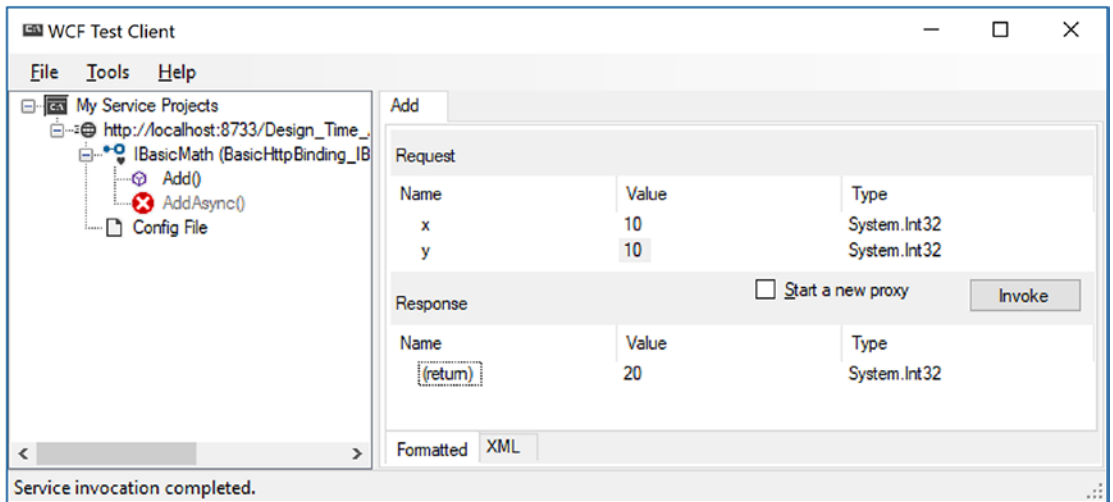 WCF Test Client
File Tools Help
My Service Projects
http://localhost:8733/Design_Time_
IBasicMath (BasicHttpBinding_IB
Add()
AddAsync()
Config File
Add
Request
Name Value Type
x 10 System.Int32
y 10 System.Int32
Response Start a new proxy Invoke
Name Value Type
(return) 20 System.Int32
Formatted XML
Service invocation completed.